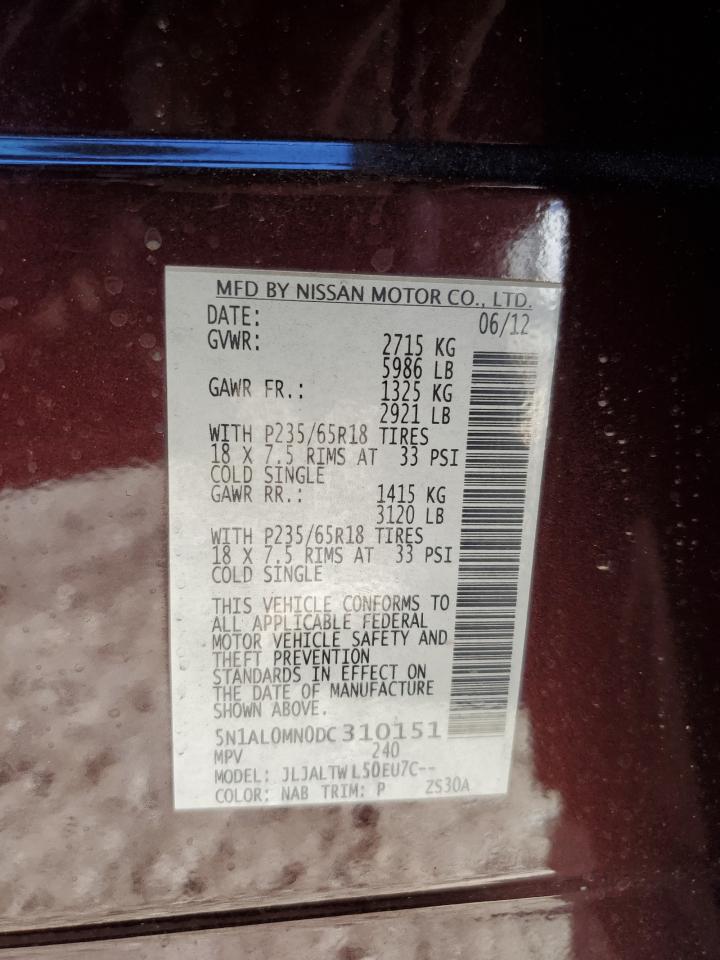 MFD BY NISSAN MOTOR CO., LTD.
DATE: 06/12
GVWR: 2715 KG
5986 LB
GAWR FR.: 1325 KG
2921 LB
WITH P235/65R18 TIRES
18 X 7.5 RIMS AT 33 PSI
COLD SINGLE
GAWR RR.: 1415 KG
3120 LB
WITH P235/65R18 TIRES
18 X 7.5 RIMS AT 33 PSI
COLD SINGLE
THIS VEHICLE CONFORMS TO
ALL APPLICABLE FEDERAL
MOTOR VEHICLE SAFETY AND
THEFT PREVENTION
STANDARDS IN EFFECT ON
THE DATE OF MANUFACTURE
SHOWN ABOVE.
5N1AL0MN0DC310151
MPV 240
MODEL: JLJALTWL50EU7C--
COLOR: NAB TRIM: P ZS30A